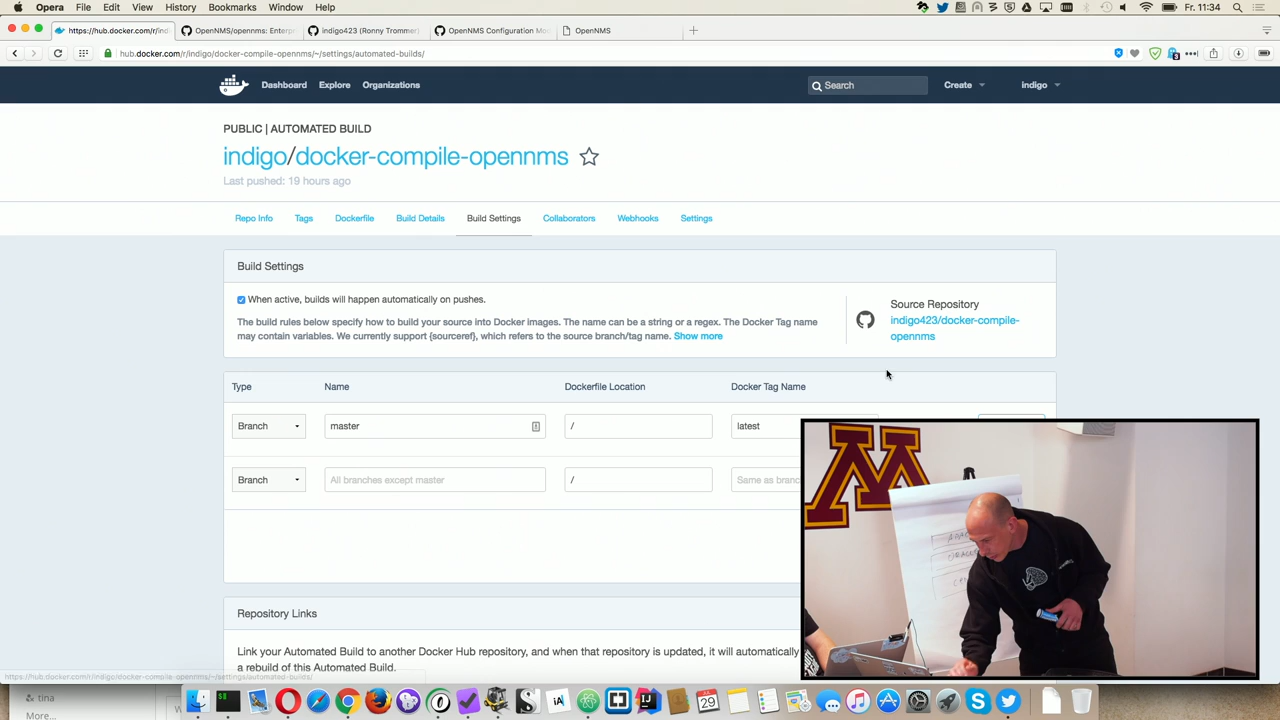 Opera File Edit View History Bookmarks Window Help Fr. 11:34
https://hub.docker.com/r/ind OpenNMS/opennms: Enterpr indigo423 (Ronny Trommer) OpenNMS Configuration Mo OpenNMS
hub.docker.com/r/indigo/docker-compile-opennms/~/settings/automated-builds/
Dashboard Explore Organizations Search Create indigo
PUBLIC | AUTOMATED BUILD
indigo/docker-compile-opennms
Last pushed: 19 hours ago
Repo Info Tags Dockerfile Build Details Build Settings Collaborators Webhooks Settings
Build Settings
When active, builds will happen automatically on pushes.
The build rules below specify how to build your source into Docker images. The name can be a string or a regex. The Docker Tag name
may contain variables. We currently support {sourceref}, which refers to the source branch/tag name. Show more
Source Repository
indigo423/docker-compile-
opennms
Type Name Dockerfile Location Docker Tag Name
Branch master / latest
Branch All branches except master / Same as branc
Repository Links
Link your Automated Build to another Docker Hub repository, and when that repository is updated, it will automatically
a rebuild of this Automated Build.
https://hub.docker.com/r/indigo/docker-compile-opennms/~/settings/automated-builds/
tina
More...
29
M